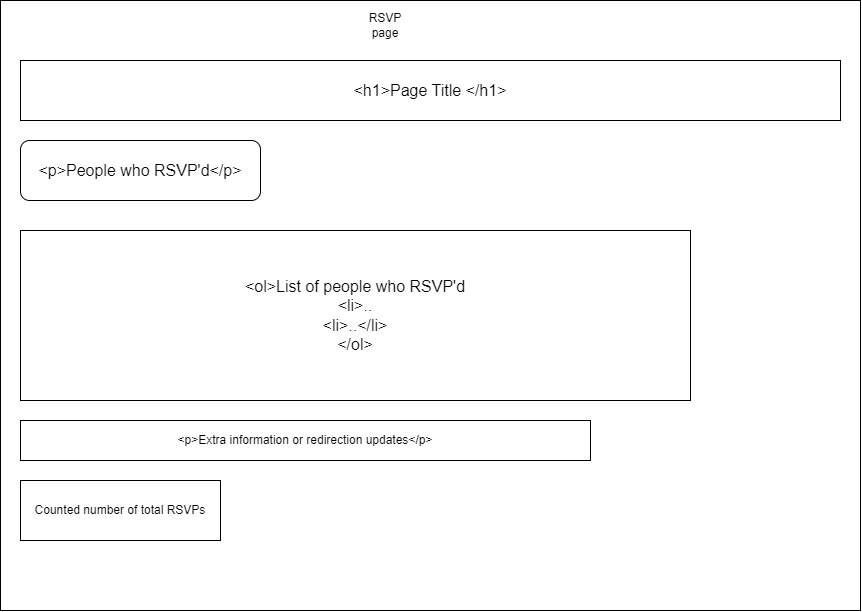 RSVP
page
<h1>Page Title </h1>
<p>People who RSVP'd</p>
<ol>List of people who RSVP'd
<li>..
<li>..</li>
</ol>
<p>Extra information or redirection updates</p>
Counted number of total RSVPs